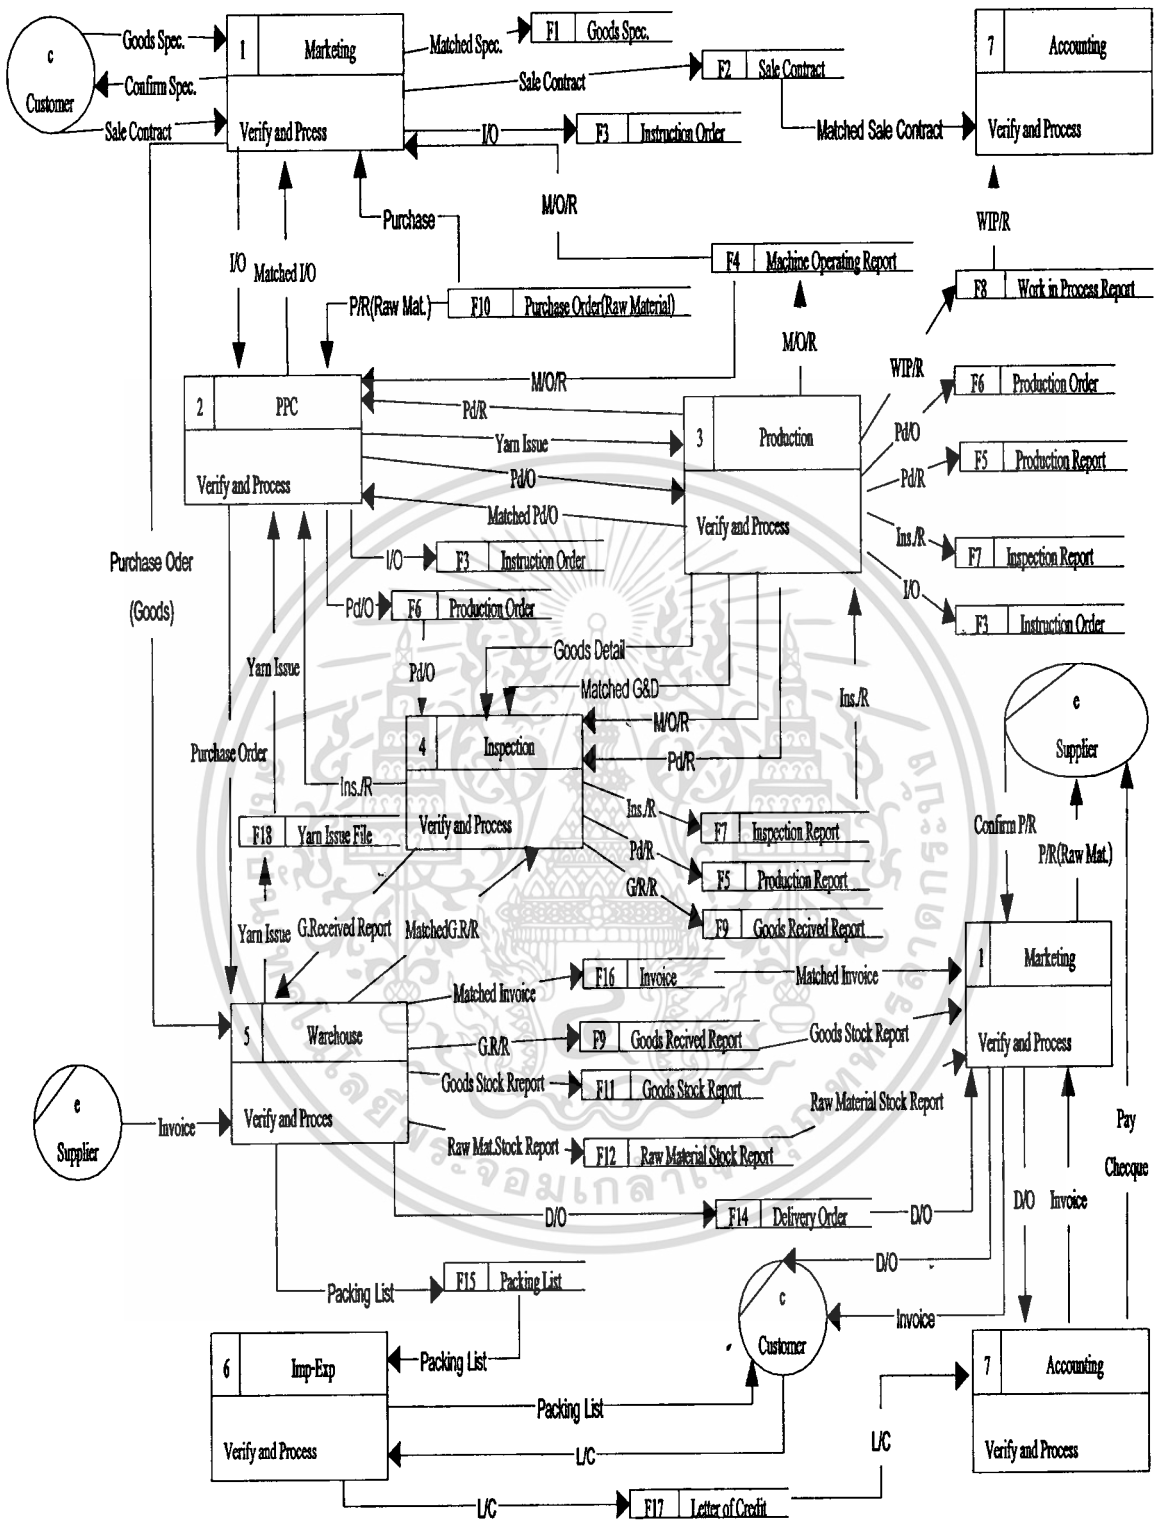 c
Customer
Goods Spec.
Confirm Spec.
Sale Contract
1 Marketing
Verify and Process
Matched Spec.
F1 Goods Spec.
Sale Contract
F2 Sale Contract
I/O
F3 Instruction Order
Matched Sale Contract
7 Accounting
Verify and Process
M/O/R
Purchase
WIP/R
I/O
Matched I/O
F4 Machine Operating Report
F8 Work in Process Report
P/R(Raw Mat.)
F10 Purchase Order(Raw Material)
M/O/R
WIP/R
M/O/R
2 PPC
Verify and Process
Pd/R
Yarn Issue
Pd/O
Matched Pd/O
3 Production
Verify and Process
Pd/O
F6 Production Order
Pd/R
F5 Production Report
Ins./R
F7 Inspection Report
I/O
F3 Instruction Order
Purchase Oder
(Goods)
I/O
F3 Instruction Order
Pd/O
F6 Production Order
Goods Detail
Pd/O
Matched G&D
Yarn Issue
Ins./R
M/O/R
Pd/R
e
Supplier
4 Inspection
Verify and Process
Purchase Order
Ins./R
F18 Yarn Issue File
Ins./R
F7 Inspection Report
Pd/R
F5 Production Report
G/R/R
F9 Goods Recived Report
Confirm P/R
P/R(Raw Mat.)
Yarn Issue
G.Received Report
MatchedG.R/R
1 Marketing
Verify and Process
Matched Invoice
F16 Invoice
Matched Invoice
5 Warehouse
Verify and Proces
G.R/R
F9 Goods Recried Report
Goods Stock Report
Goods Stock Rreport
F11 Goods Stock Report
Raw Material Stock Report
e
Supplier
Invoice
Raw Mat.Stock Report
F12 Raw Material Stock Report
Pay
Checque
D/O
F14 Delivery Order
D/O
D/O
Invoice
Packing List
F15 Packing List
D/O
c
Customer
Invoice
6 Imp-Exp
Verify and Process
Packing List
Packing List
L/C
7 Accounting
Verify and Process
L/C
L/C
F17 Letter of Credit